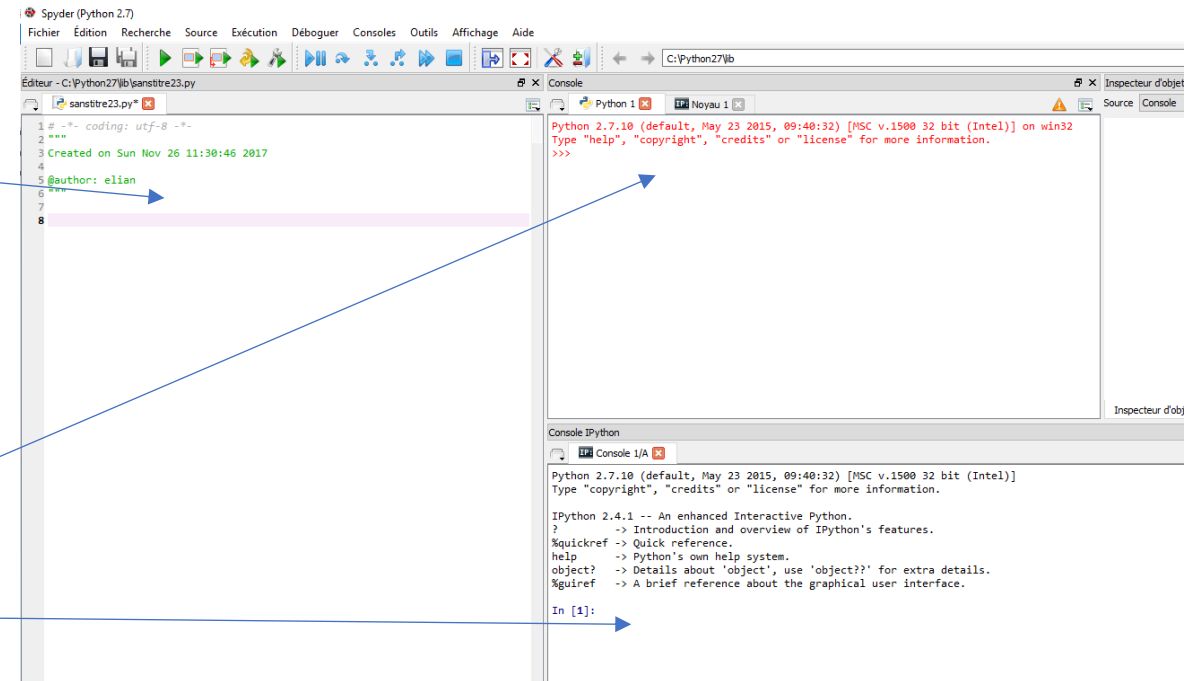 Spyder (Python 2.7)
Fichier Édition Recherche Source Exécution Déboguer Consoles Outils Affichage Aide
C:\Python27\lib
Éditeur - C:\Python27\lib\sanstitre23.py
sanstitre23.py*
1 # -*- coding: utf-8 -*-
2 """
3 Created on Sun Nov 26 11:30:46 2017
4
5 @author: elian
6 """
7
8
Console
Python 1 IP: Noyau 1
Python 2.7.10 (default, May 23 2015, 09:40:32) [MSC v.1500 32 bit (Intel)] on win32
Type "help", "copyright", "credits" or "license" for more information.
>>>
Inspecteur d'objet
Source Console
Inspecteur d'obj
Console IPython
IP: Console 1/A
Python 2.7.10 (default, May 23 2015, 09:40:32) [MSC v.1500 32 bit (Intel)]
Type "copyright", "credits" or "license" for more information.
IPython 2.4.1 -- An enhanced Interactive Python.
? -> Introduction and overview of IPython's features.
%quickref -> Quick reference.
help -> Python's own help system.
object? -> Details about 'object', use 'object??' for extra details.
%guiref -> A brief reference about the graphical user interface.
In [1]: